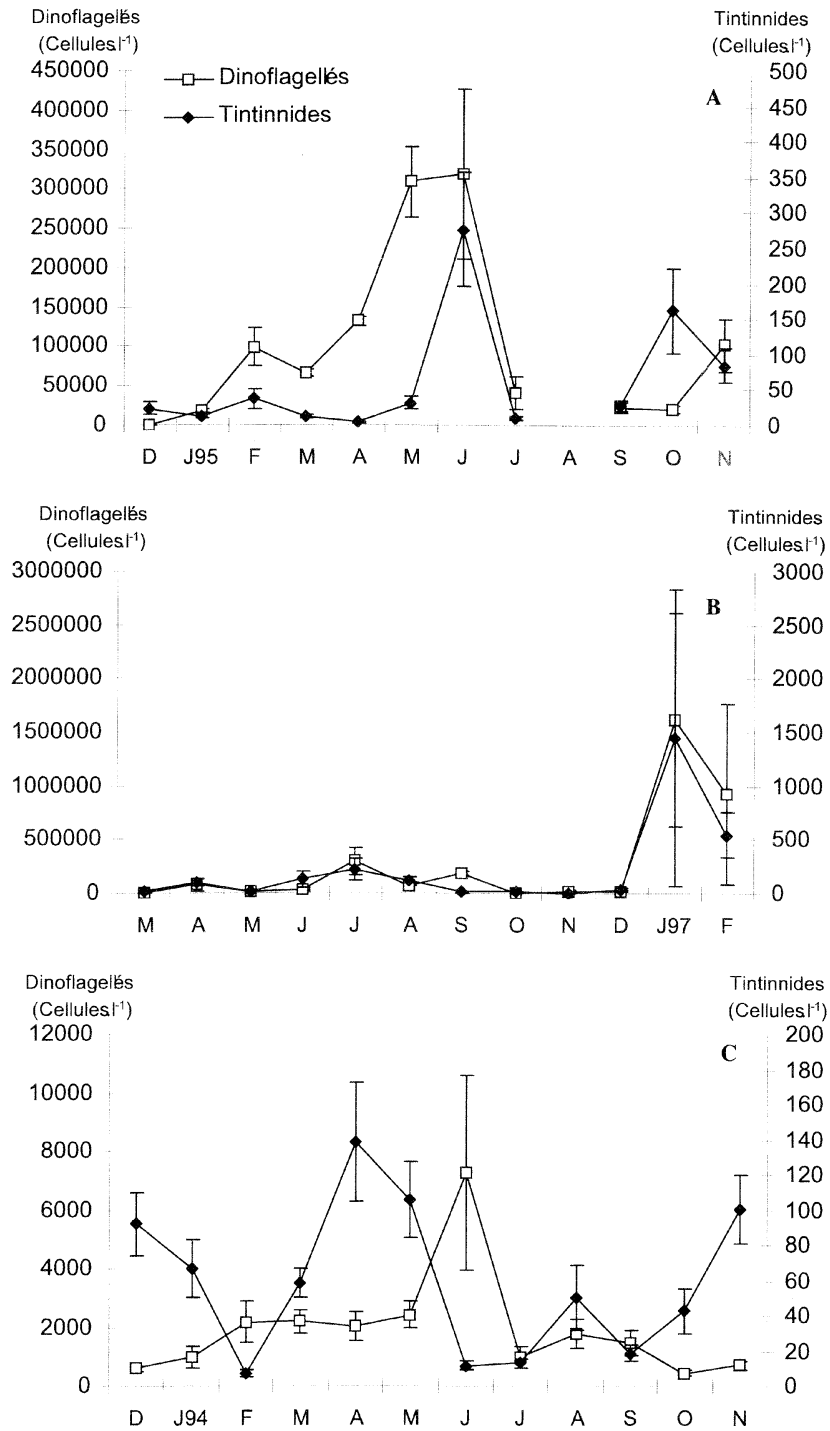 Dinoflagellés
(Cellules.l-1)
Tintinnides
(Cellules.l-1)
Dinoflagellés
Tintinnides
A
450000
400000
350000
300000
250000
200000
150000
100000
50000
0
500
450
400
350
300
250
200
150
100
50
0
D J95 F M A M J J A S O N
Dinoflagellés
(Cellules.l-1)
Tintinnides
(Cellules.l-1)
B
3000000
2500000
2000000
1500000
1000000
500000
0
3000
2500
2000
1500
1000
500
0
M A M J J A S O N D J97 F
Dinoflagellés
(Cellules.l-1)
Tintinnides
(Cellules.l-1)
C
12000
10000
8000
6000
4000
2000
0
200
180
160
140
120
100
80
60
40
20
0
D J94 F M A M J J A S O N